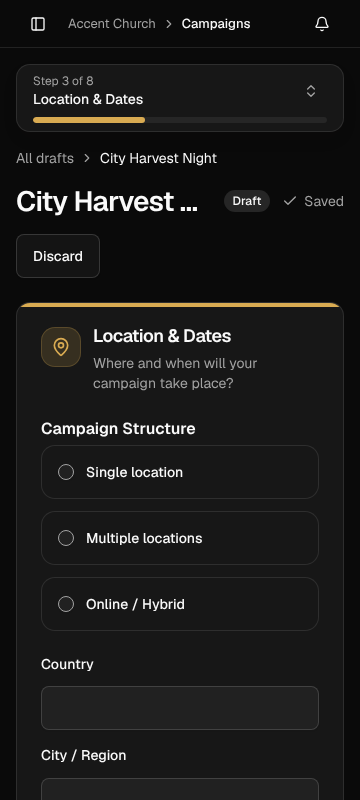 Accent Church > Campaigns
Step 3 of 8
Location & Dates
All drafts > City Harvest Night
City Harvest ...
Draft
Saved
Discard
Location & Dates
Where and when will your
campaign take place?
Campaign Structure
Single location
Multiple locations
Online / Hybrid
Country
City / Region